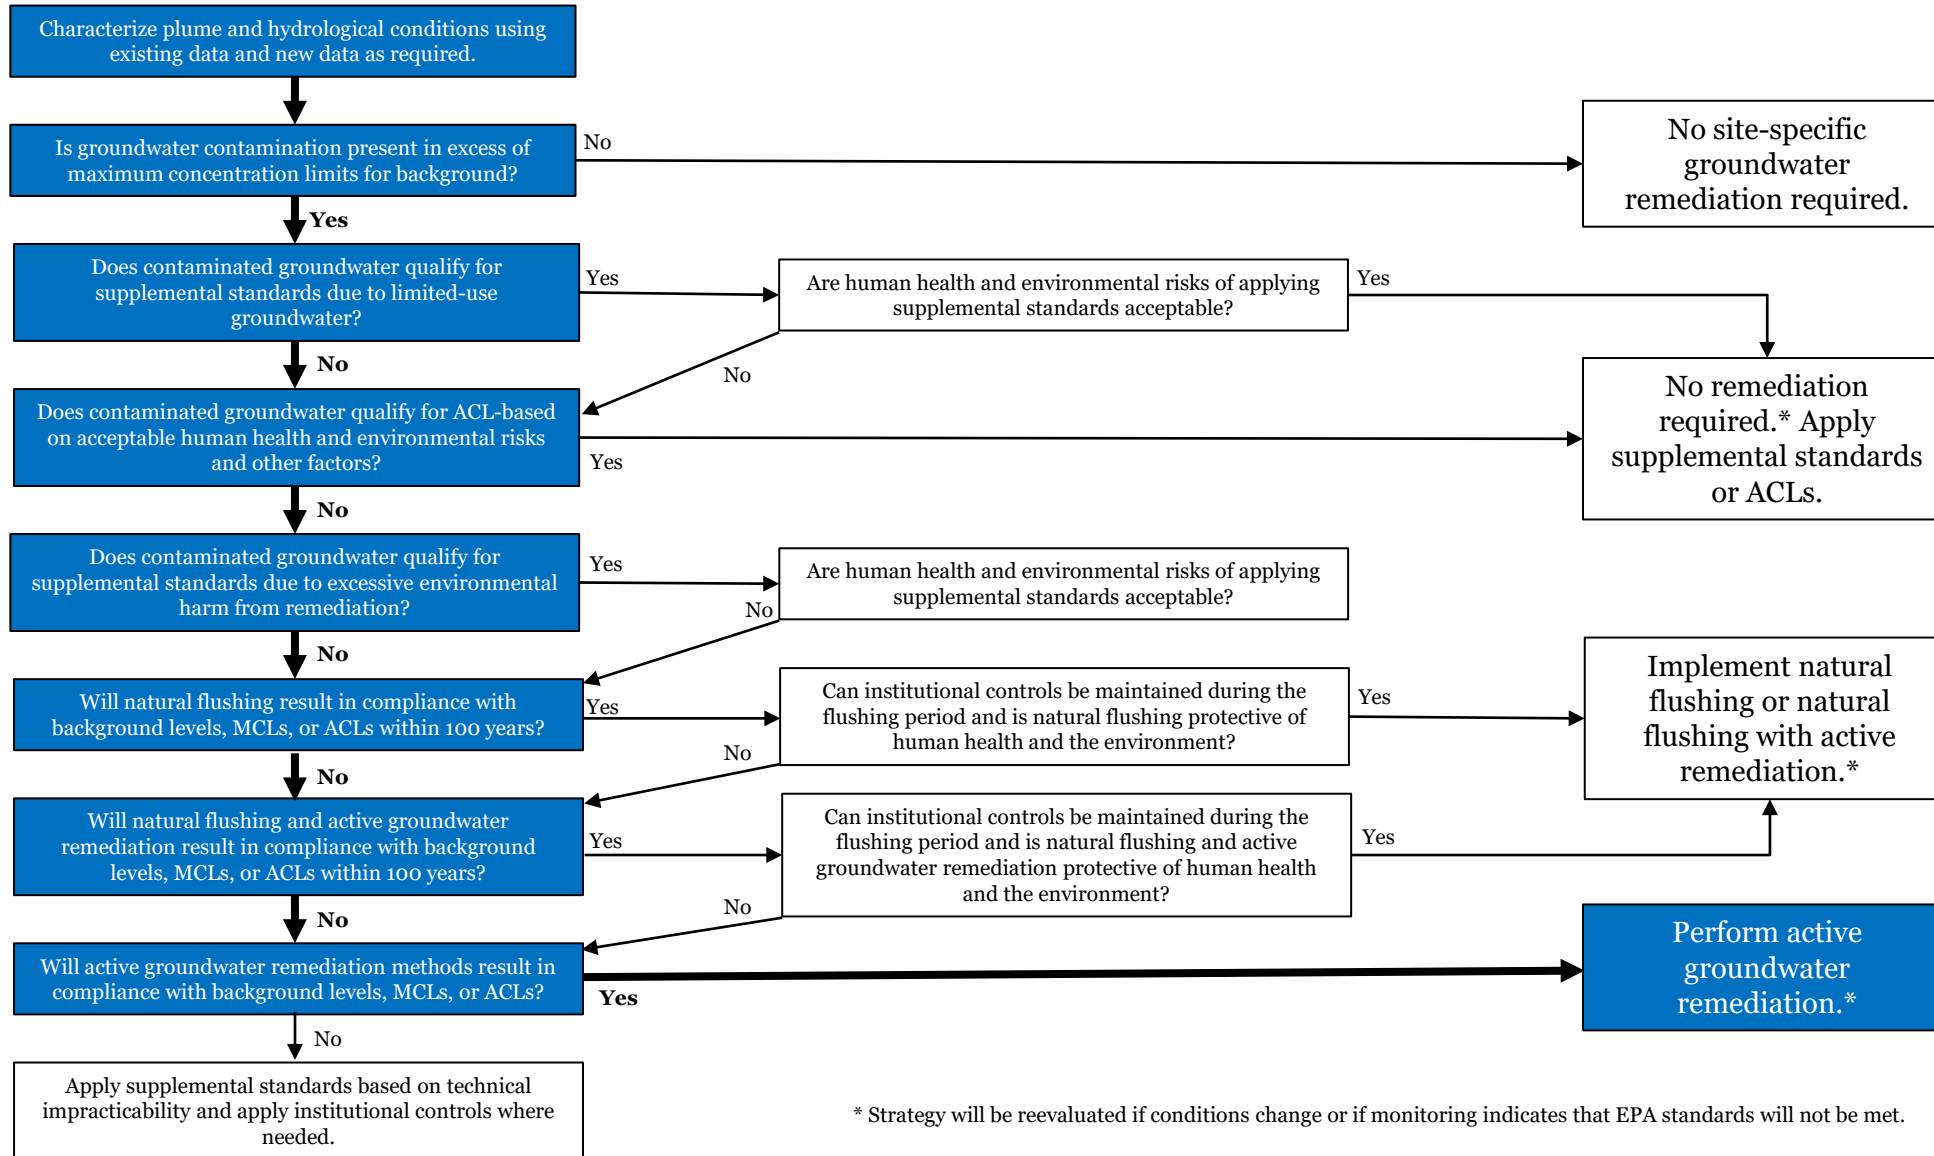 Characterize plume and hydrological conditions using
existing data and new data as required.
Is groundwater contamination present in excess of
maximum concentration limits for background?
No
No site-specific
groundwater
remediation required.
Yes
Does contaminated groundwater qualify for
supplemental standards due to limited-use
groundwater?
Yes
Are human health and environmental risks of applying
supplemental standards acceptable?
Yes
No
No
No remediation
required.* Apply
supplemental standards
or ACLs.
Does contaminated groundwater qualify for ACL-based
on acceptable human health and environmental risks
and other factors?
Yes
No
Does contaminated groundwater qualify for
supplemental standards due to excessive environmental
harm from remediation?
Yes
Are human health and environmental risks of applying
supplemental standards acceptable?
No
No
Will natural flushing result in compliance with
background levels, MCLs, or ACLs within 100 years?
Yes
Can institutional controls be maintained during the
flushing period and is natural flushing protective of
human health and the environment?
Yes
Implement natural
flushing or natural
flushing with active
remediation.*
No
No
Will natural flushing and active groundwater
remediation result in compliance with background
levels, MCLs, or ACLs within 100 years?
Yes
Can institutional controls be maintained during the
flushing period and is natural flushing and active
groundwater remediation protective of human health
and the environment?
Yes
No
No
Will active groundwater remediation methods result in
compliance with background levels, MCLs, or ACLs?
Yes
Perform active
groundwater
remediation.*
No
Apply supplemental standards based on technical
impracticability and apply institutional controls where
needed.
* Strategy will be reevaluated if conditions change or if monitoring indicates that EPA standards will not be met.